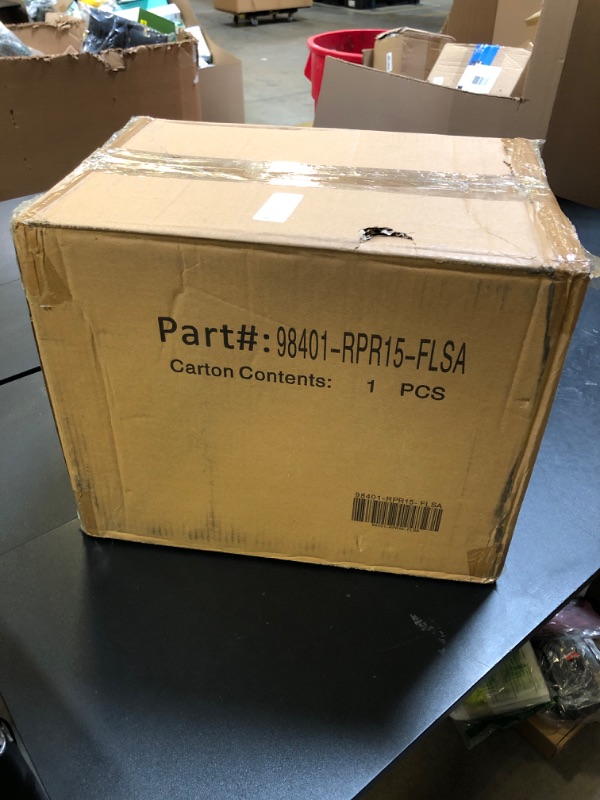 Part#: 98401-RPR15-FLSA
Carton Contents: 1 PCS
98401-RPR15-FLSA